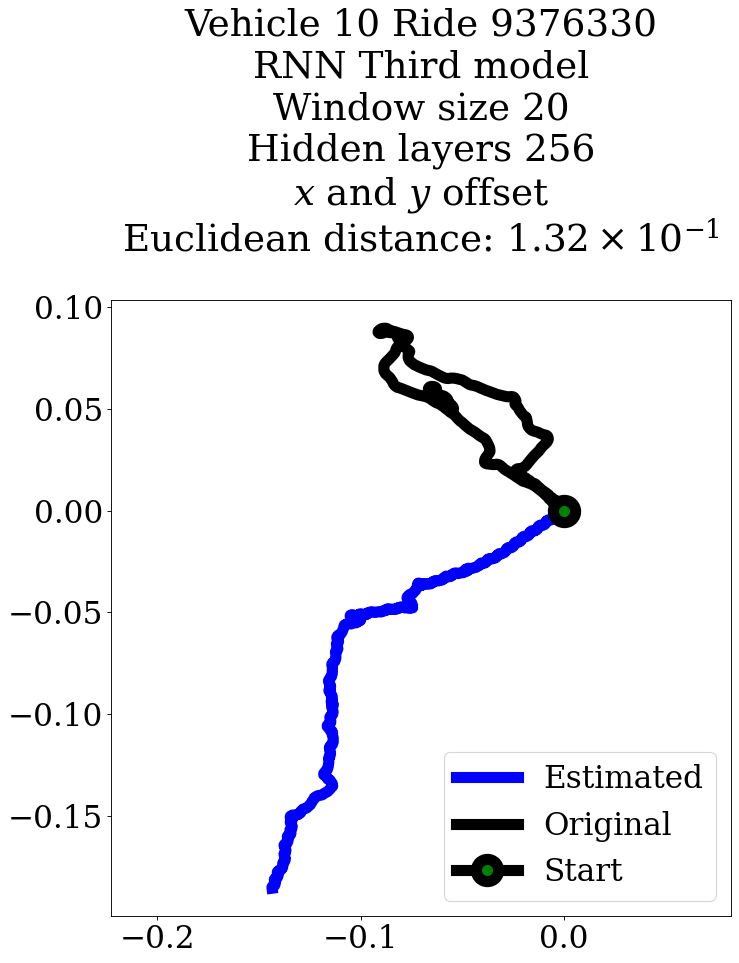 Vehicle 10 Ride 9376330
RNN Third model
Window size 20
Hidden layers 256
x and y offset
Euclidean distance: 1.32 × 10⁻¹
0.10
0.05
0.00
−0.05
−0.10
−0.15
Estimated
Original
Start
−0.2
−0.1
0.0